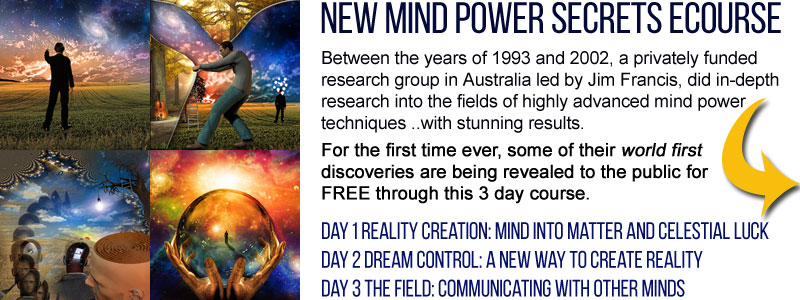 NEW MIND POWER SECRETS ECOURSE
Between the years of 1993 and 2002, a privately funded
research group in Australia led by Jim Francis, did in-depth
research into the fields of highly advanced mind power
techniques ..with stunning results.
For the first time ever, some of their world first
discoveries are being revealed to the public for
FREE through this 3 day course.
DAY 1 REALITY CREATION: MIND INTO MATTER AND CELESTIAL LUCK
DAY 2 DREAM CONTROL: A NEW WAY TO CREATE REALITY
DAY 3 THE FIELD: COMMUNICATING WITH OTHER MINDS